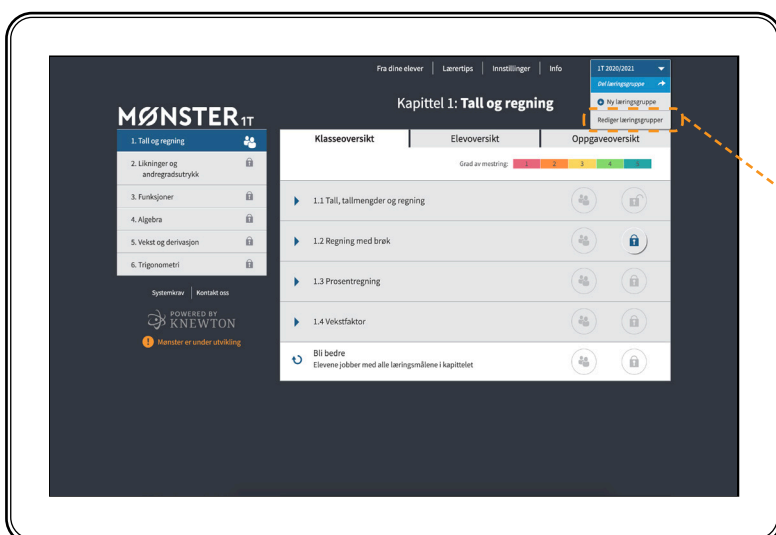 Fra dine elever
Lærertips
Innstillinger
Info
1T 2020/2021
Del læringsgruppe
Ny læringsgruppe
Rediger læringsgrupper
MØNSTER 1T
Kapittel 1: Tall og regning
1. Tall og regning
2. Likninger og
andregradsutrykk
3. Funksjoner
4. Algebra
5. Vekst og derivasjon
6. Trigonometri
Systemkrav
Kontakt oss
POWERED BY
KNEWTON
! Mønster er under utvikling
Klasseoversikt
Elevoversikt
Oppgaveoversikt
Grad av mestring: 1 2 3 4 5
1.1 Tall, tallmengder og regning
1.2 Regning med brøk
1.3 Prosentregning
1.4 Vekstfaktor
Bli bedre
Elevene jobber med alle læringsmålene i kapittelet